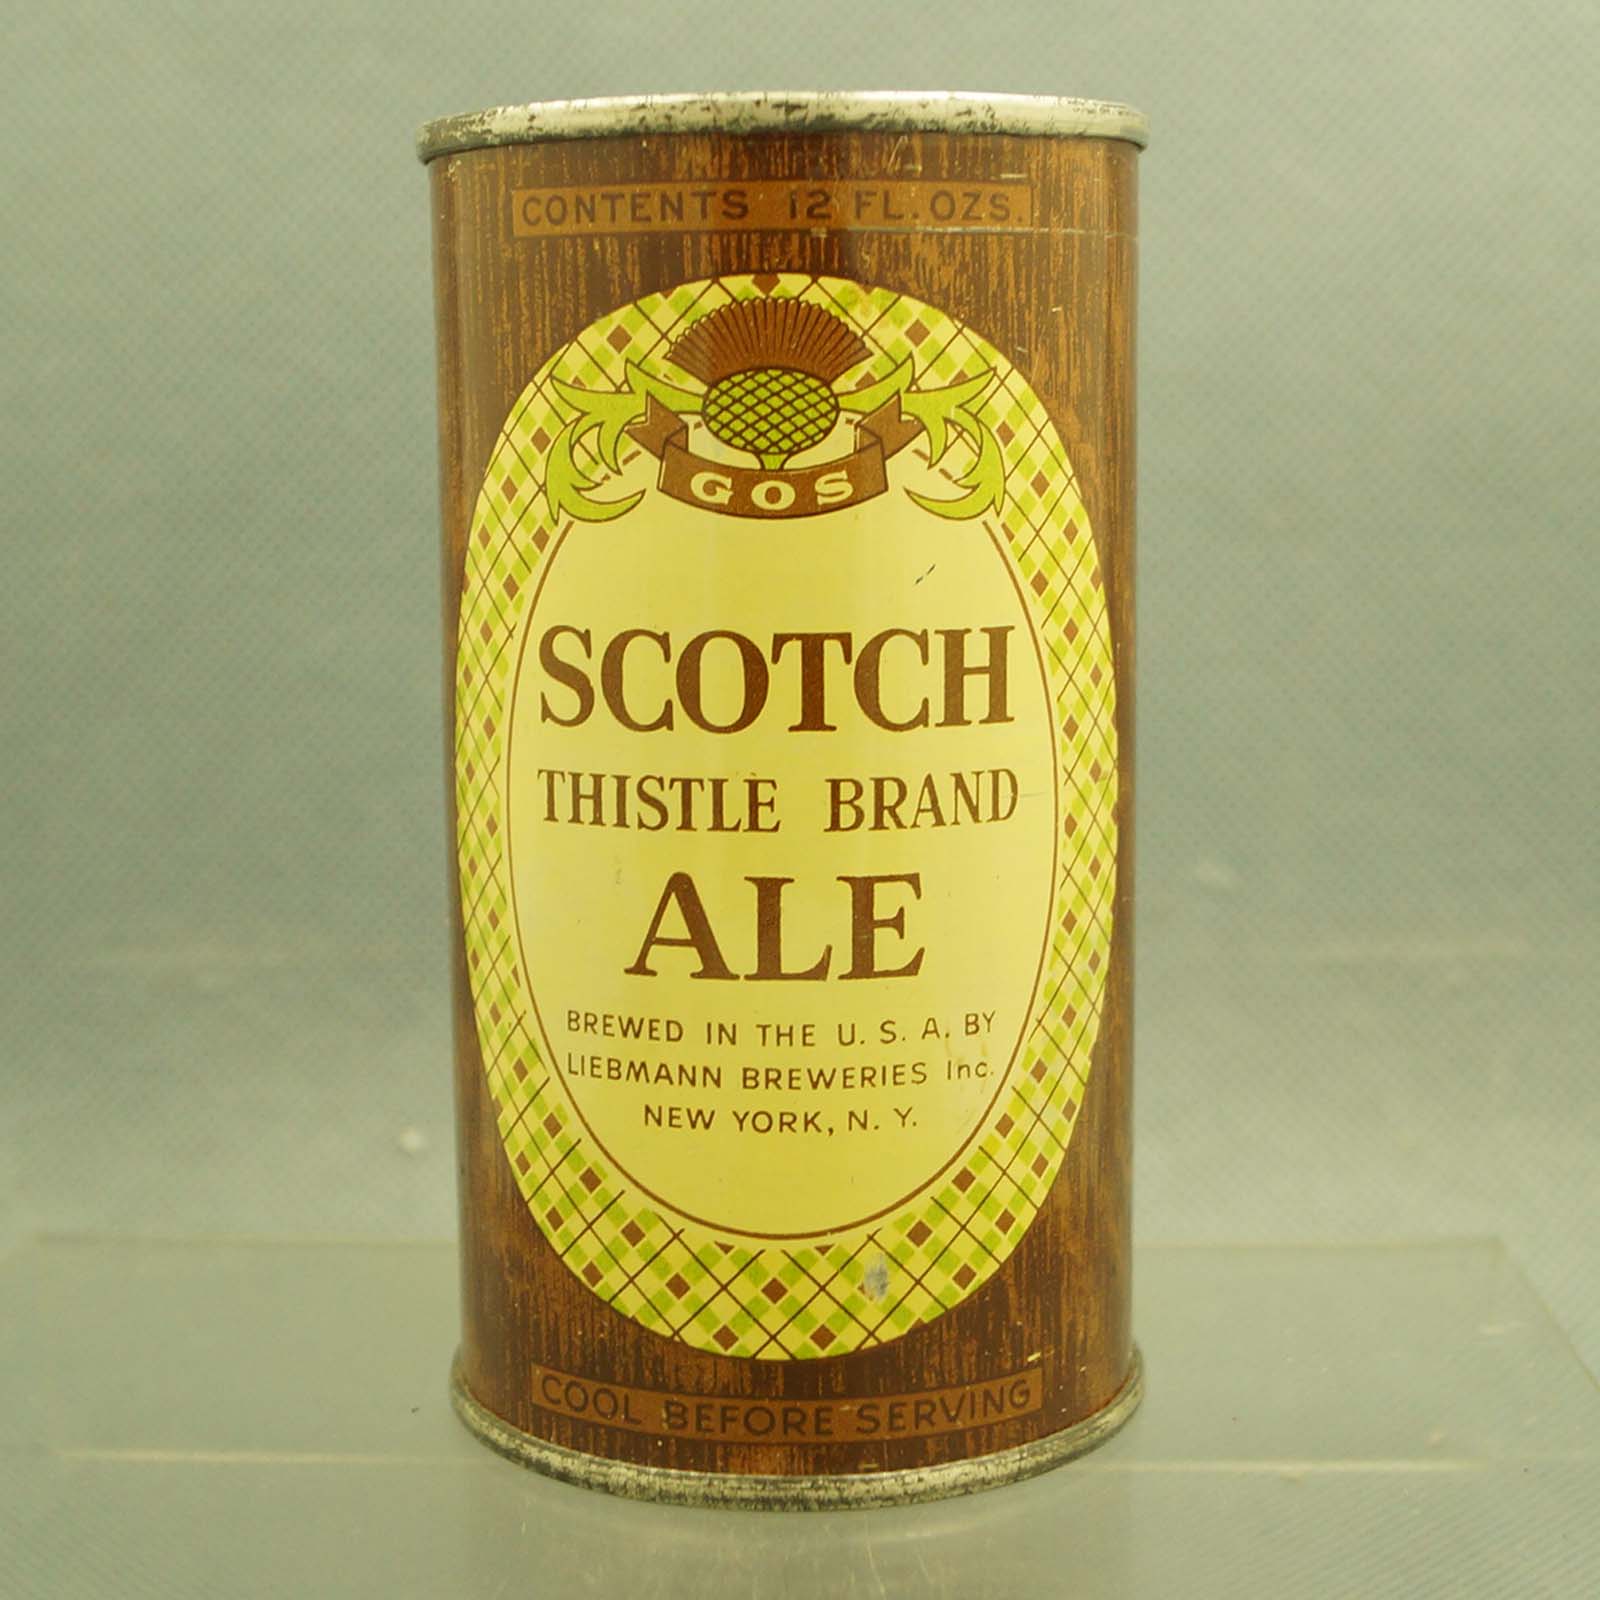 CONTENTS 12 FL. OZS.
GOS
SCOTCH
THISTLE BRAND
ALE
BREWED IN THE U. S. A. BY
LIEBMANN BREWERIES Inc.
NEW YORK, N. Y.
COOL BEFORE SERVING